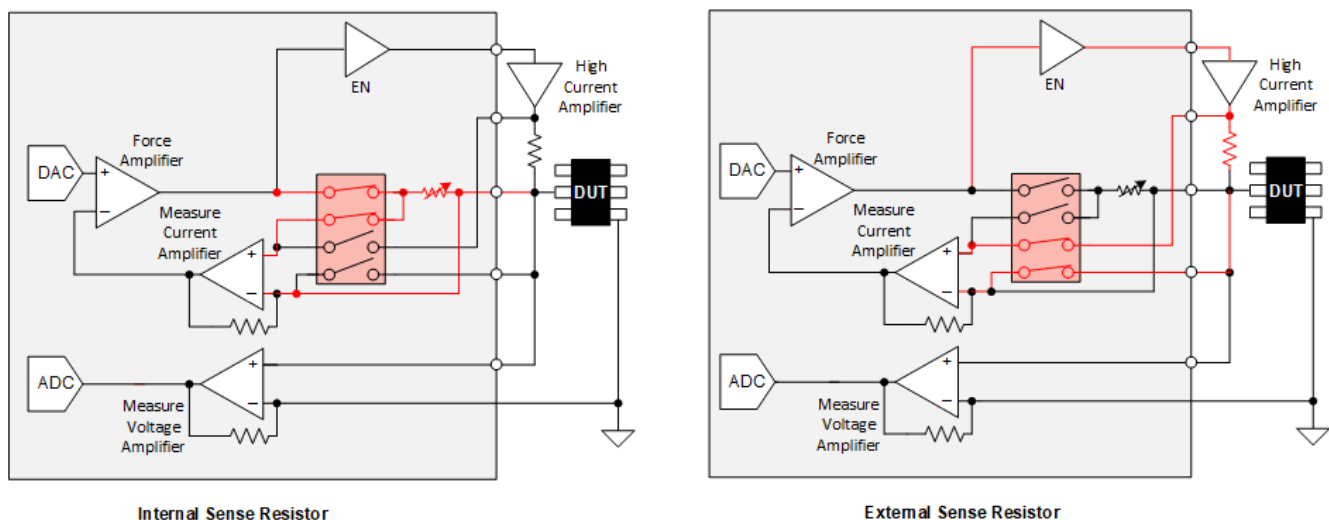 EN
High
Current
Amplifier
Force
Amplifier
DAC
+
−
DUT
Measure
Current
Amplifier
+
−
ADC
+
−
Measure
Voltage
Amplifier
Internal Sense Resistor
EN
High
Current
Amplifier
Force
Amplifier
DAC
+
−
DUT
Measure
Current
Amplifier
+
−
ADC
+
−
Measure
Voltage
Amplifier
External Sense Resistor